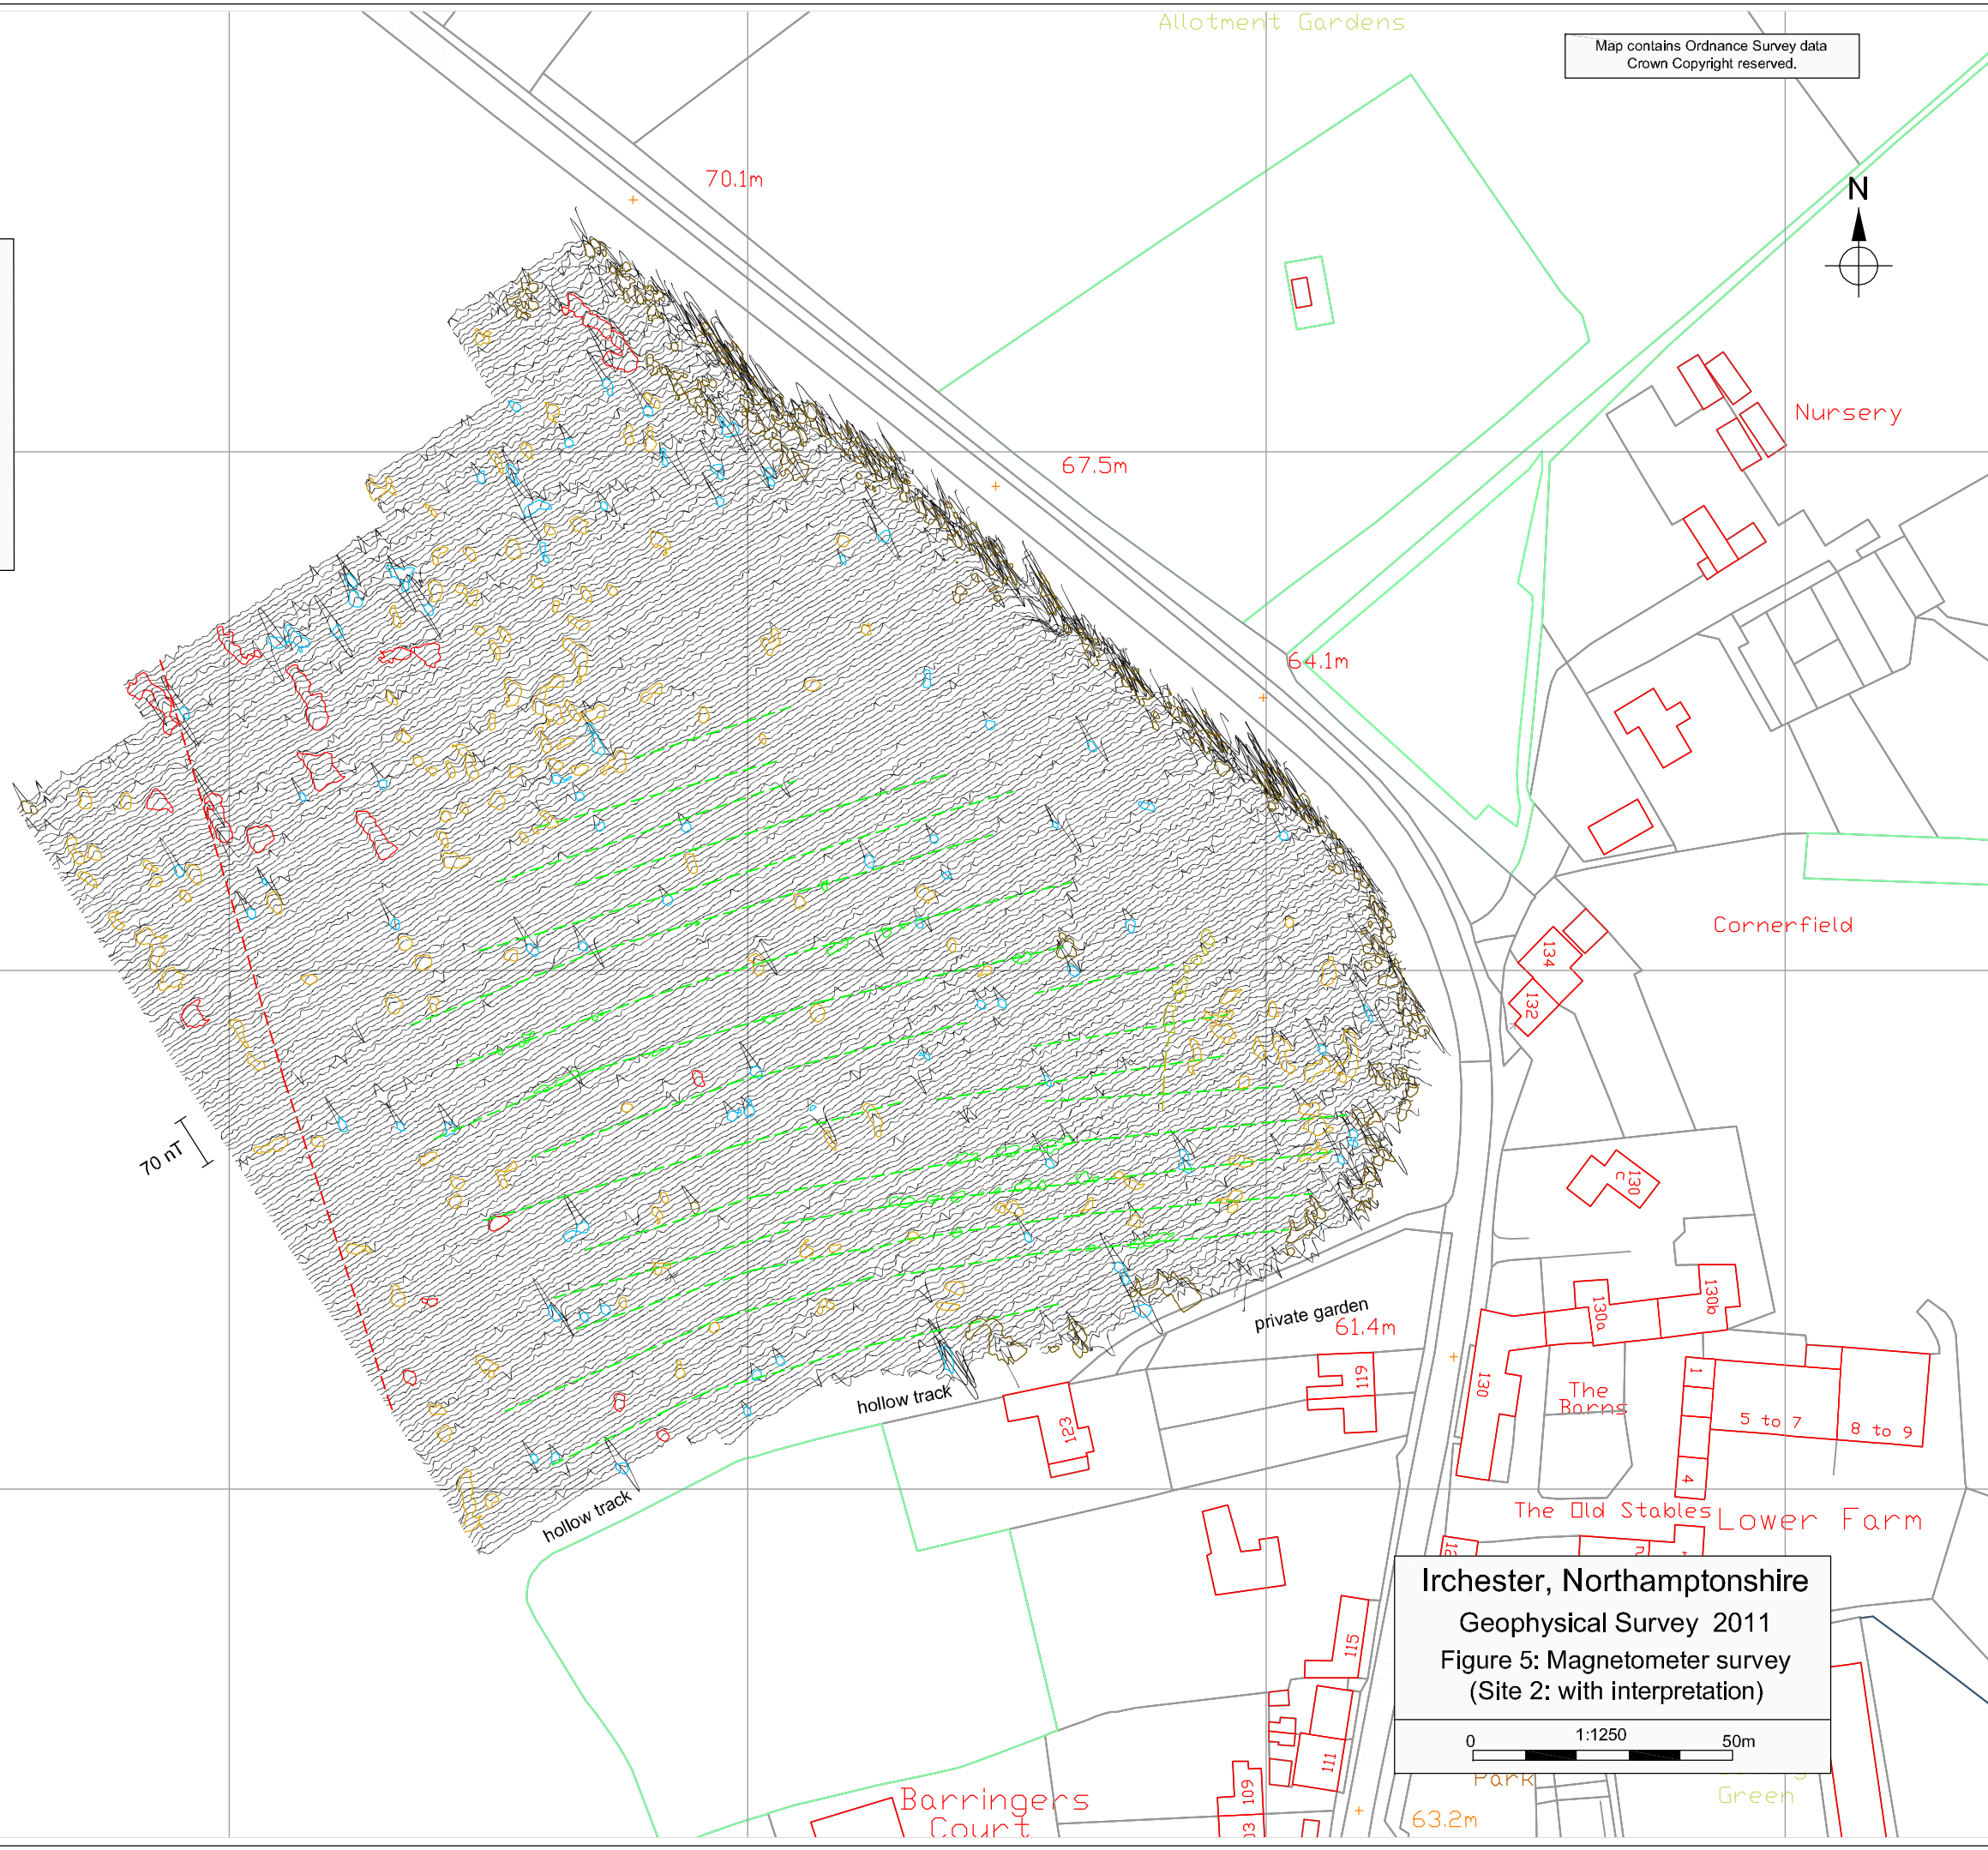 Allotment Gardens
Map contains Ordnance Survey data
Crown Copyright reserved.
70.1m
N
Nursery
67.5m
64.1m
Cornerfield
134
132
70 nT
130
c
private garden
61.4m
130a
130b
119
130
1
The
Barns
5 to 7
8 to 9
hollow track
123
4
The Old Stables
Lower Farm
hollow track
Irchester, Northamptonshire
Geophysical Survey 2011
Figure 5: Magnetometer survey
(Site 2: with interpretation)
0
1:1250
50m
115
111
109
Park
Green
Barringers
Court
63.2m